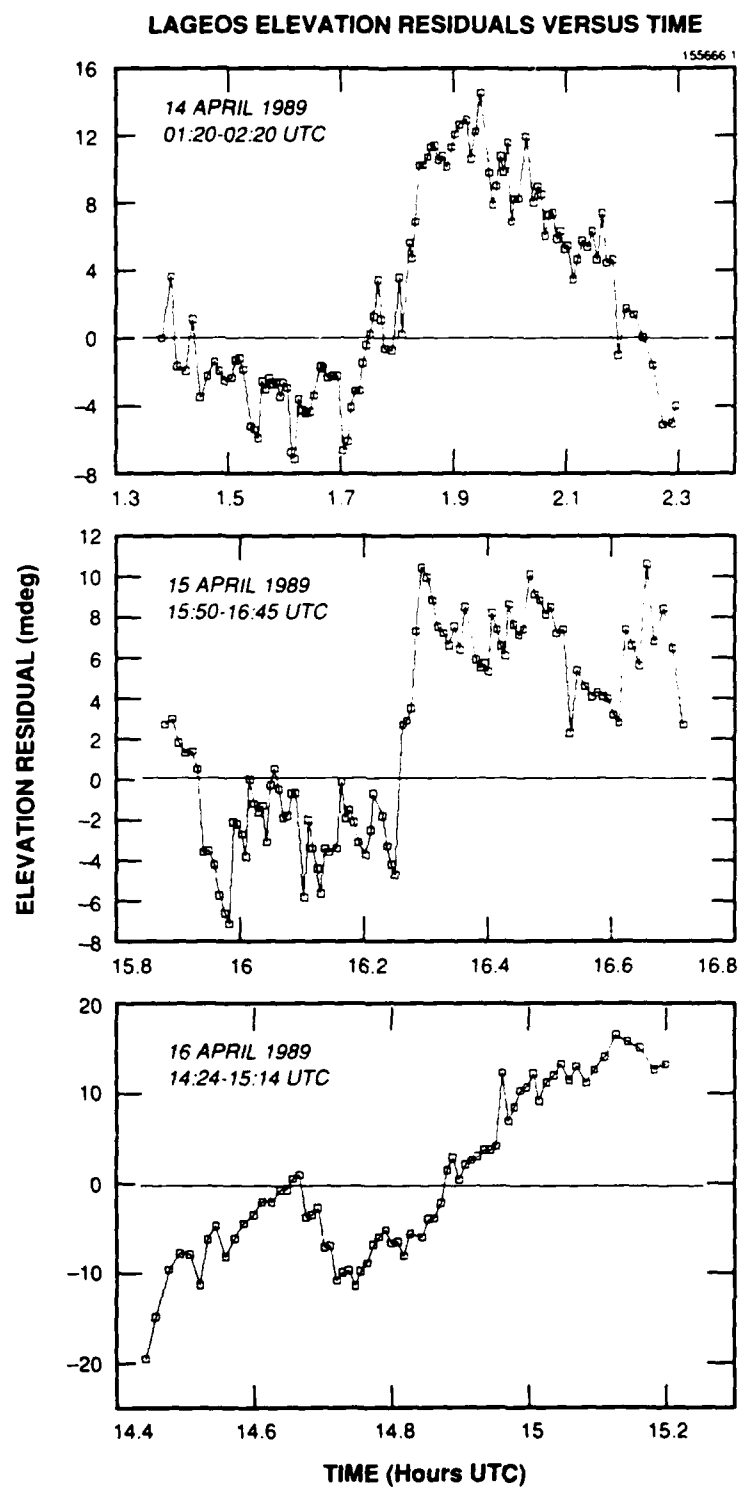 LAGEOS ELEVATION RESIDUALS VERSUS TIME
155666 1
16
14 APRIL 1989
01:20-02:20 UTC
12
8
4
0
−4
−8
1.3 1.5 1.7 1.9 2.1 2.3
12
15 APRIL 1989
15:50-16:45 UTC
10
8
6
4
2
0
−2
−4
−6
−8
15.8 16 16.2 16.4 16.6 16.8
ELEVATION RESIDUAL (mdeg)
20
16 APRIL 1989
14:24-15:14 UTC
10
0
−10
−20
14.4 14.6 14.8 15 15.2
TIME (Hours UTC)